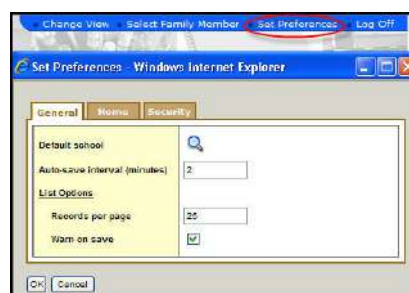 Change View Select Family Member Set Preferences Log Off
Set Preferences - Windows Internet Explorer
General Home Security
Default school
Auto-save interval (minutes) 2
List Options
Records per page 25
Warn on save
OK Cancel